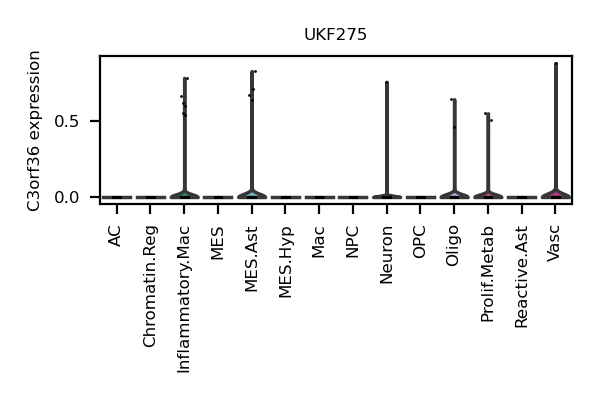 UKF275
C3orf36 expression
0.5
0.0
AC
Chromatin.Reg
Inflammatory.Mac
MES
MES.Ast
MES.Hyp
Mac
NPC
Neuron
OPC
Oligo
Prolif.Metab
Reactive.Ast
Vasc